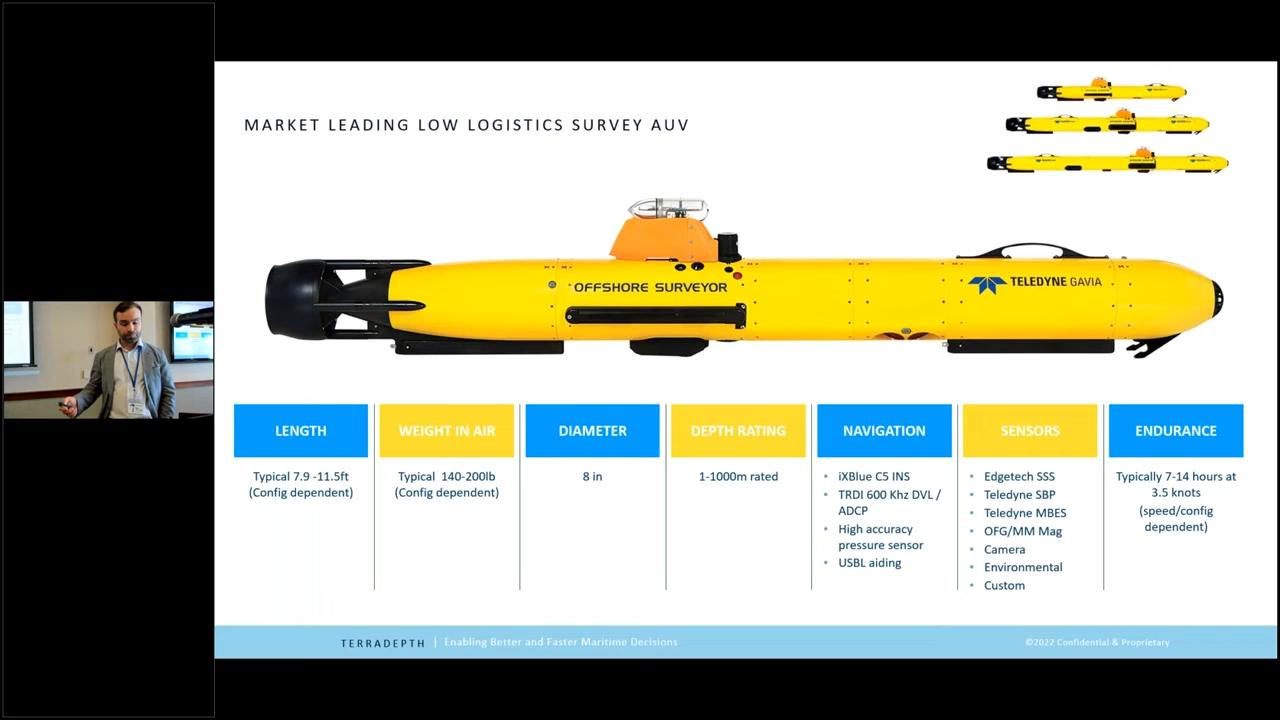 MARKET LEADING LOW LOGISTICS SURVEY AUV
OFFSHORE SURVEYOR
TELEDYNE GAVIA
LENGTH
Typical 7.9 -11.5ft
(Config dependent)
WEIGHT IN AIR
Typical 140-200lb
(Config dependent)
DIAMETER
8 in
DEPTH RATING
1-1000m rated
NAVIGATION
• iXBlue C5 INS
• TRDI 600 Khz DVL /
ADCP
• High accuracy
pressure sensor
• USBL aiding
SENSORS
• Edgetech SSS
• Teledyne SBP
• Teledyne MBES
• OFG/MM Mag
• Camera
• Environmental
• Custom
ENDURANCE
Typically 7-14 hours at
3.5 knots
(speed/config
dependent)
TERRADEPTH | Enabling Better and Faster Maritime Decisions
©2022 Confidential & Proprietary